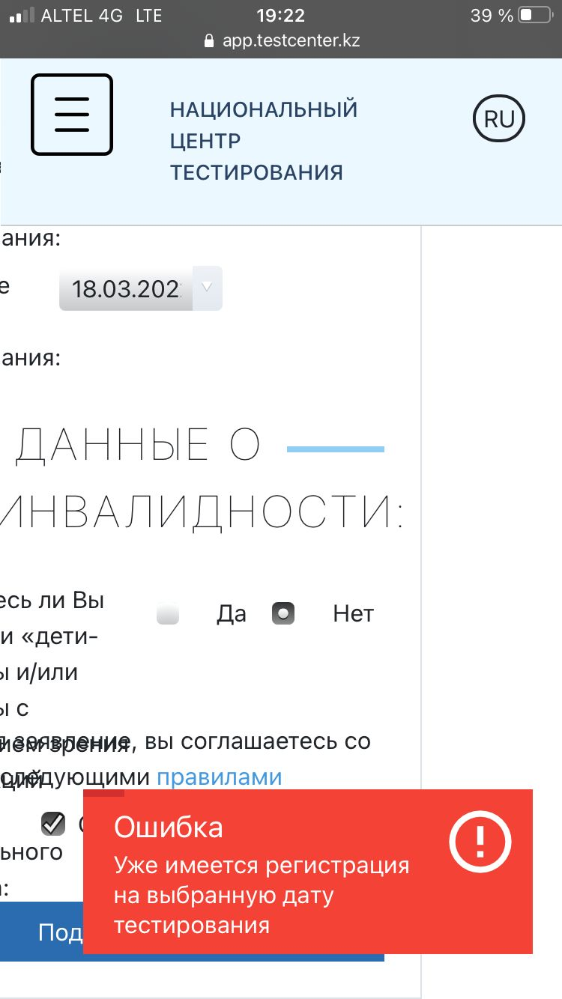 ALTEL 4G LTE 19:22 39 %
app.testcenter.kz
НАЦИОНАЛЬНЫЙ
ЦЕНТР
ТЕСТИРОВАНИЯ
RU
ания:
е 18.03.202
ания:
ДАННЫЕ О
ИНВАЛИДНОСТИ:
есь ли Вы Да Нет
и «дети-
ы и/или
ы с
ием зрения
заявление, вы соглашаетесь со
следующими правилами
ьного
Под
Ошибка
Уже имеется регистрация
на выбранную дату
тестирования